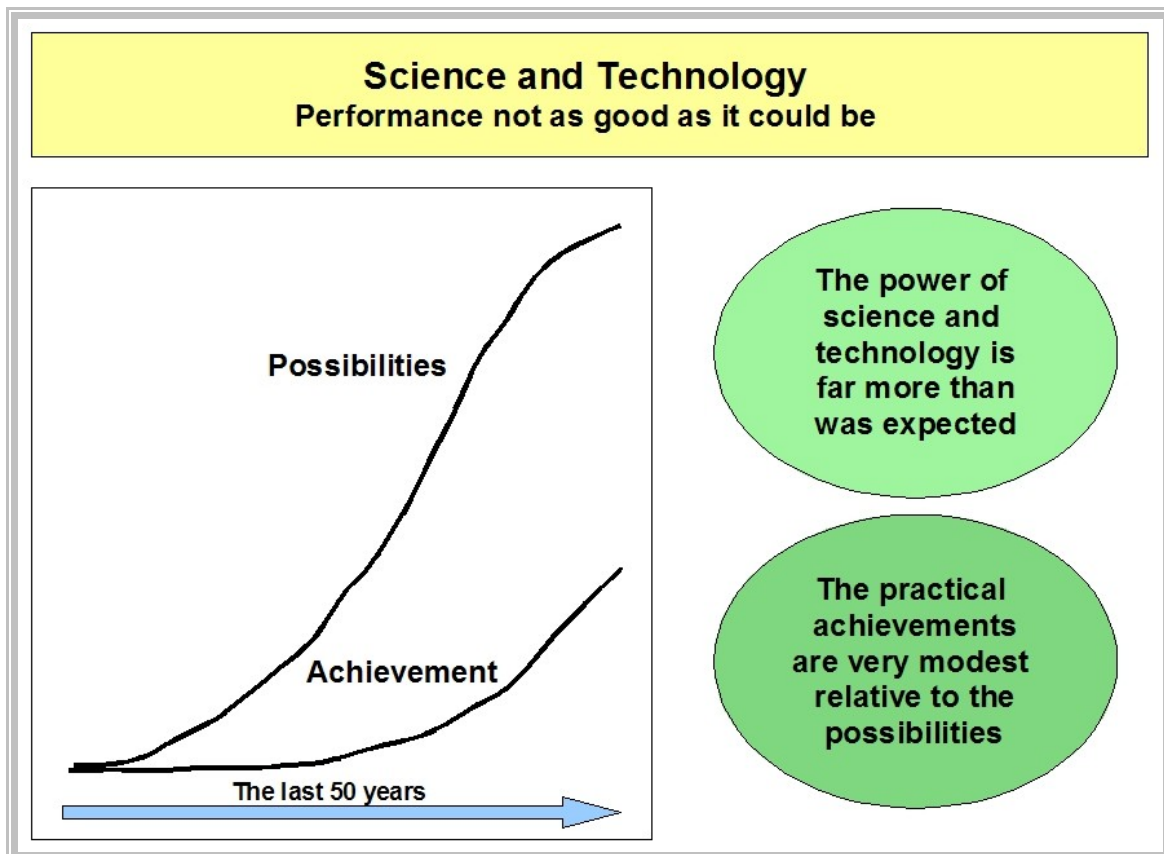 Science and Technology
Performance not as good as it could be
Possibilities
Achievement
The last 50 years
The power of
science and
technology is
far more than
was expected
The practical
achievements
are very modest
relative to the
possibilities